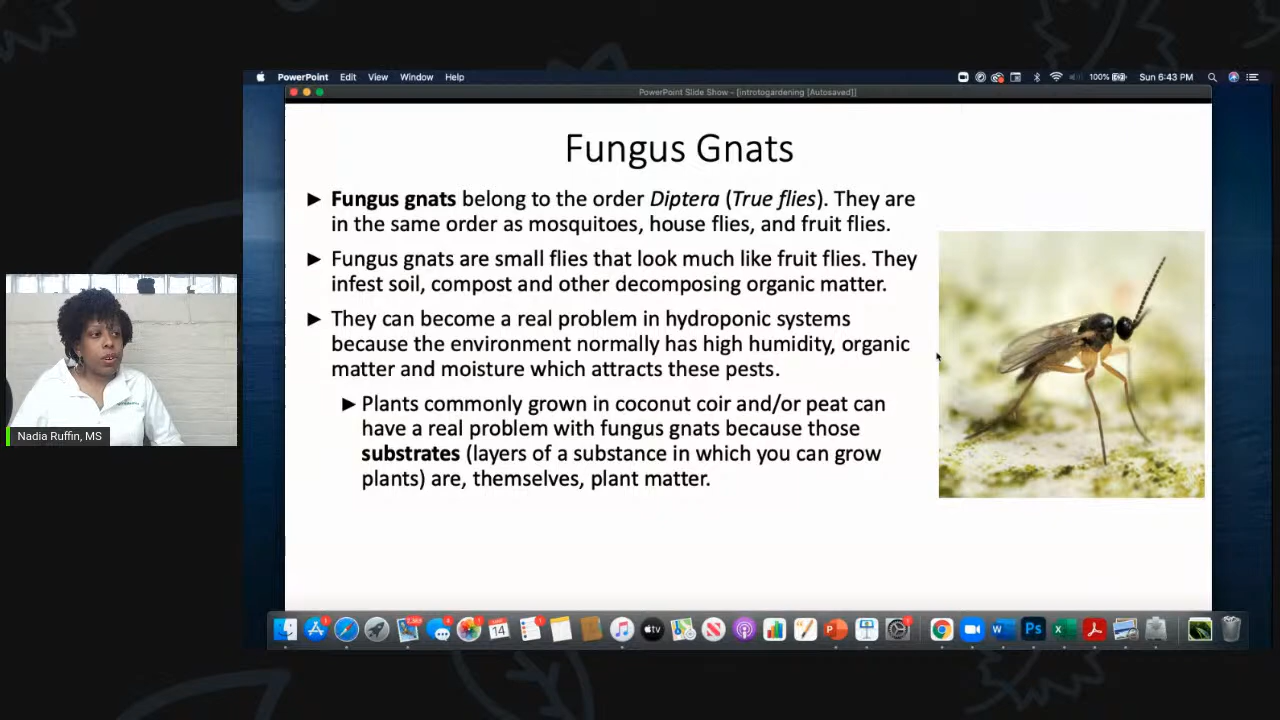 PowerPoint Edit View Window Help 100% Sun 6:43 PM
PowerPoint Slide Show - [introtogardening [Autosaved]]
Fungus Gnats
► Fungus gnats belong to the order Diptera (True flies). They are
in the same order as mosquitoes, house flies, and fruit flies.
► Fungus gnats are small flies that look much like fruit flies. They
infest soil, compost and other decomposing organic matter.
► They can become a real problem in hydroponic systems
because the environment normally has high humidity, organic
matter and moisture which attracts these pests.
► Plants commonly grown in coconut coir and/or peat can
have a real problem with fungus gnats because those
substrates (layers of a substance in which you can grow
plants) are, themselves, plant matter.
Nadia Ruffin, MS
14
tv
P
W
Ps
X